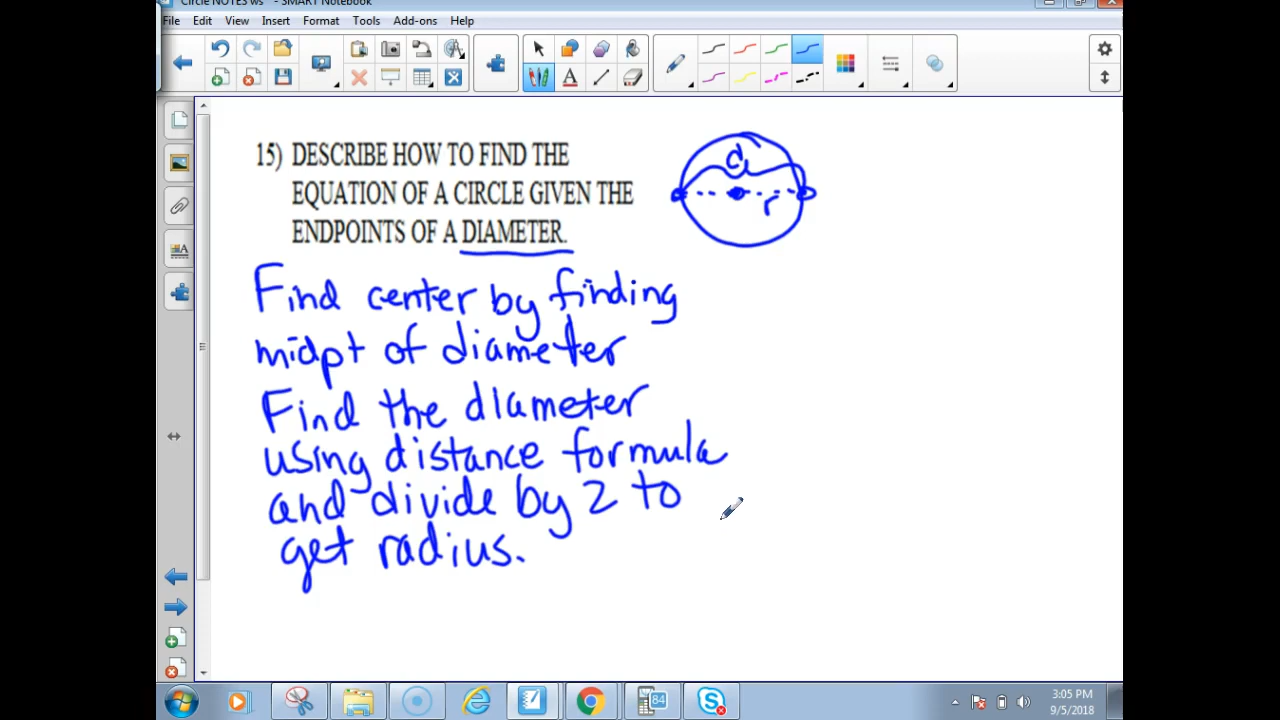 Circle NOTES ws - SMART Notebook
File Edit View Insert Format Tools Add-ons Help
15) DESCRIBE HOW TO FIND THE
EQUATION OF A CIRCLE GIVEN THE
ENDPOINTS OF A DIAMETER.
d
r
Find center by finding
midpt of diameter
Find the diameter
using distance formula
and divide by 2 to
get radius.
84
3:05 PM
9/5/2018